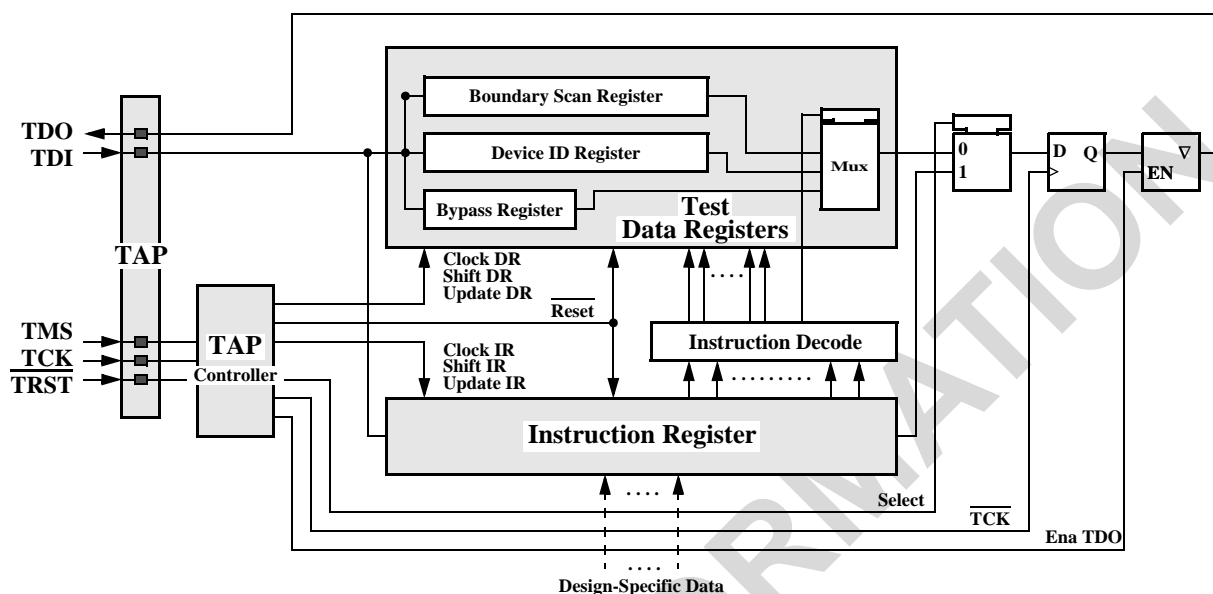 Boundary Scan Register
TDO
TDI
Device ID Register
Mux
0
1
D Q
∇
EN
Bypass Register
Test
Data Registers
TAP
Clock DR
Shift DR
Update DR
Reset
TMS
TCK
TRST
TAP
Controller
Instruction Decode
Clock IR
Shift IR
Update IR
Instruction Register
Select
TCK
Ena TDO
Design-Specific Data
RMATION